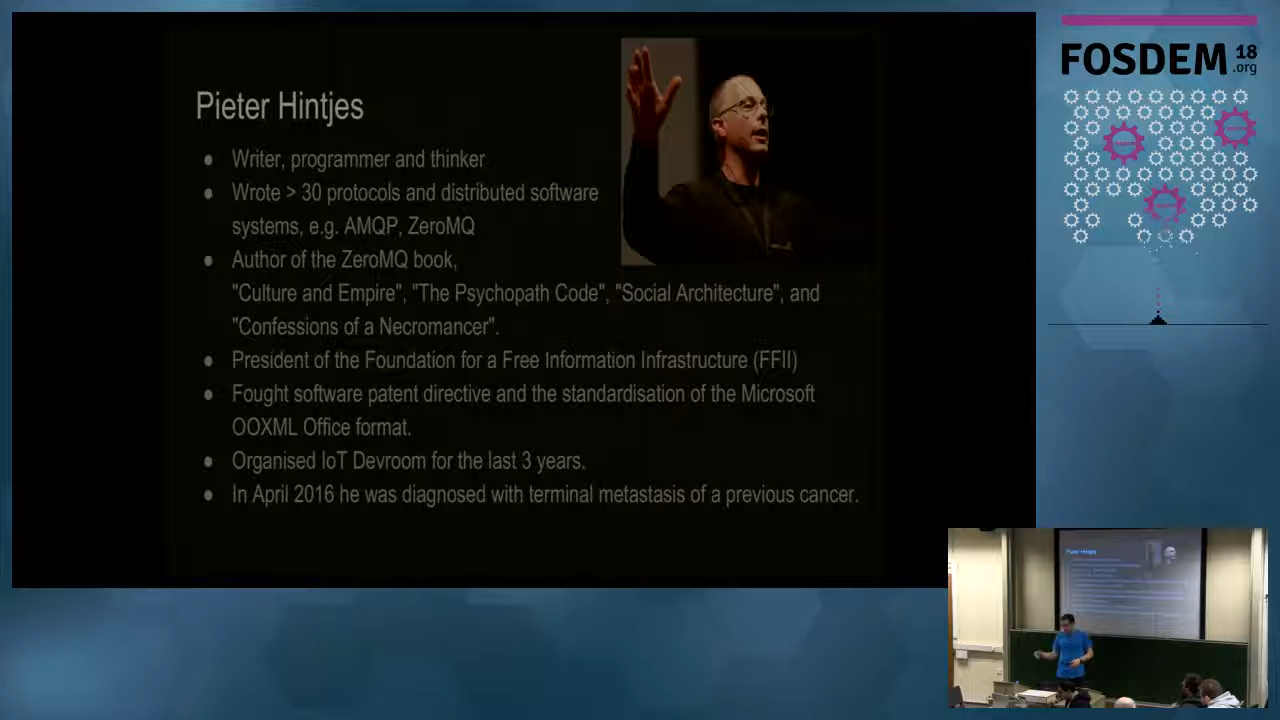 Pieter Hintjes
● Writer, programmer and thinker
● Wrote > 30 protocols and distributed software
systems, e.g. AMQP, ZeroMQ
● Author of the ZeroMQ book,
"Culture and Empire", "The Psychopath Code", "Social Architecture", and
"Confessions of a Necromancer".
● President of the Foundation for a Free Information Infrastructure (FFII)
● Fought software patent directive and the standardisation of the Microsoft
OOXML Office format.
● Organised IoT Devroom for the last 3 years.
● In April 2016 he was diagnosed with terminal metastasis of a previous cancer.
FOSDEM 18
.org
Pieter Hintjes